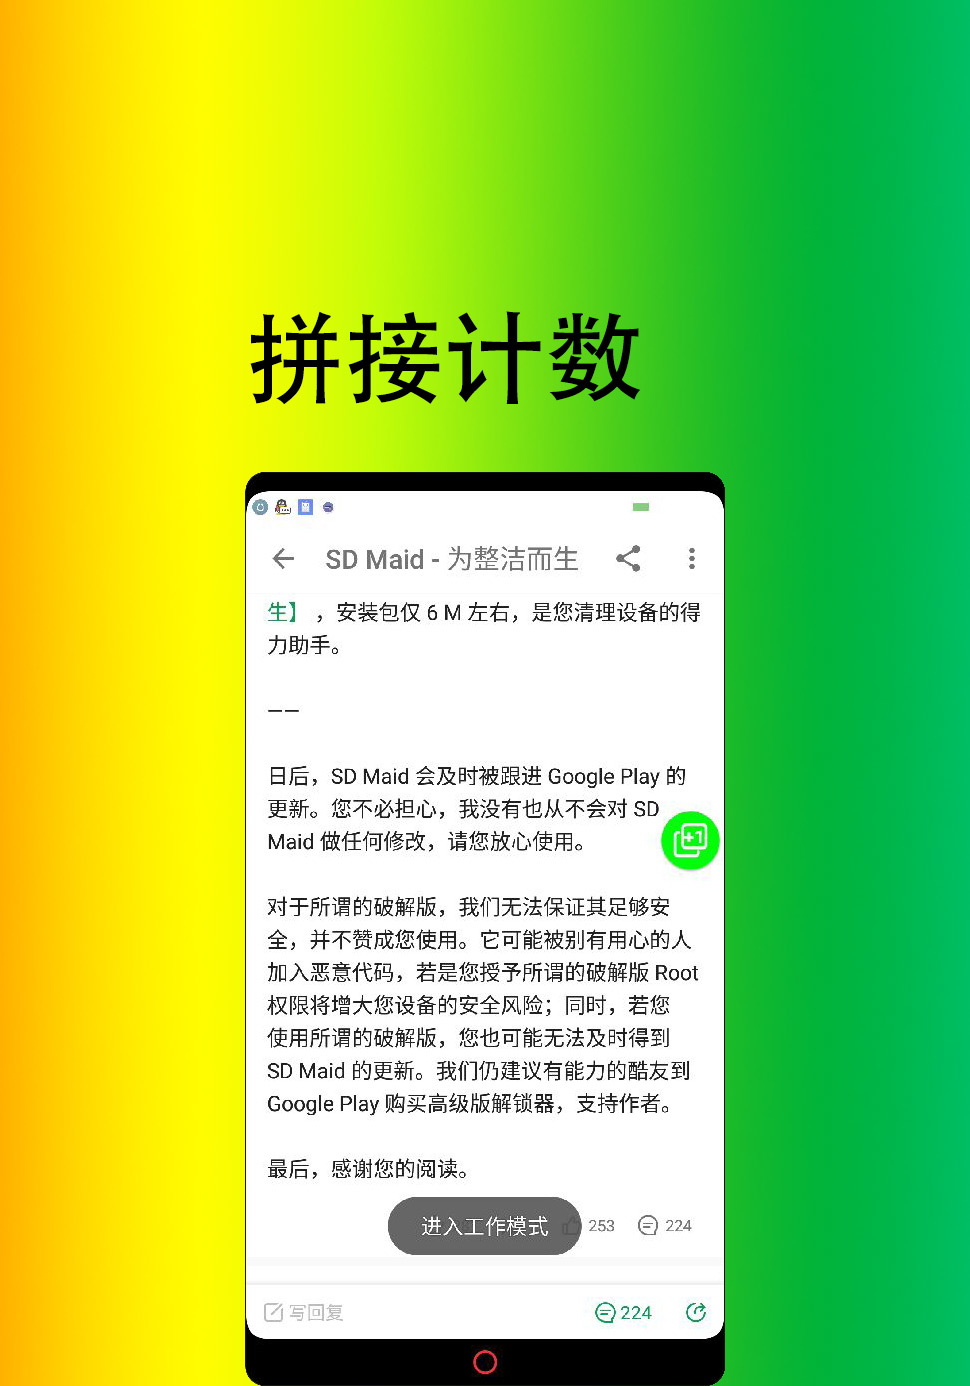 拼接计数
SD Maid - 为整洁而生
生】 ，安装包仅 6 M 左右，是您清理设备的得
力助手。
——
日后，SD Maid 会及时被跟进 Google Play 的
更新。您不必担心，我没有也从不会对 SD
Maid 做任何修改，请您放心使用。
+1
对于所谓的破解版，我们无法保证其足够安
全，并不赞成您使用。它可能被别有用心的人
加入恶意代码，若是您授予所谓的破解版 Root
权限将增大您设备的安全风险；同时，若您
使用所谓的破解版，您也可能无法及时得到
SD Maid 的更新。我们仍建议有能力的酷友到
Google Play 购买高级版解锁器，支持作者。
最后，感谢您的阅读。
进入工作模式 253 224
写回复 224